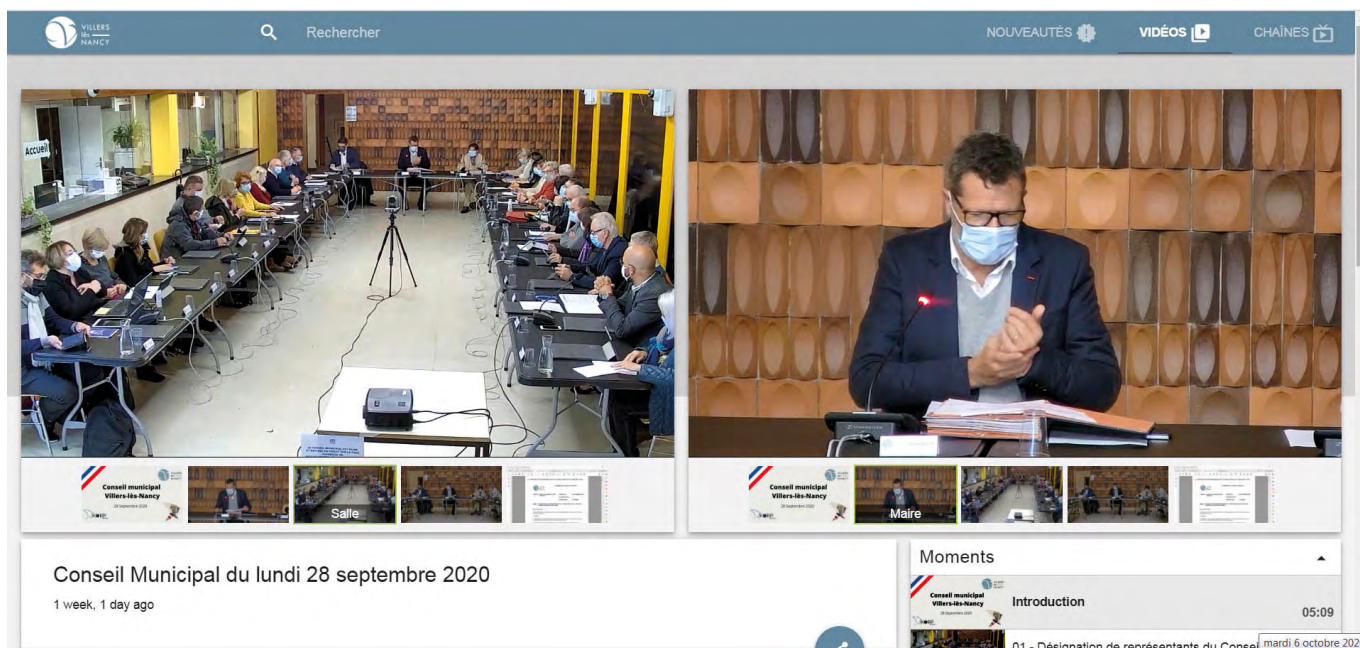 VILLERS
lès
NANCY
Rechercher
NOUVEAUTÉS
VIDÉOS
CHAÎNES
Accueil
Conseil municipal
Villers-lès-Nancy
28 Septembre 2020
Salle
Conseil municipal
Villers-lès-Nancy
28 Septembre 2020
Maire
Conseil Municipal du lundi 28 septembre 2020
1 week, 1 day ago
Moments
Conseil municipal
Villers-lès-Nancy
Introduction
05:09
01 - Désignation de représentants du Conse
mardi 6 octobre 202